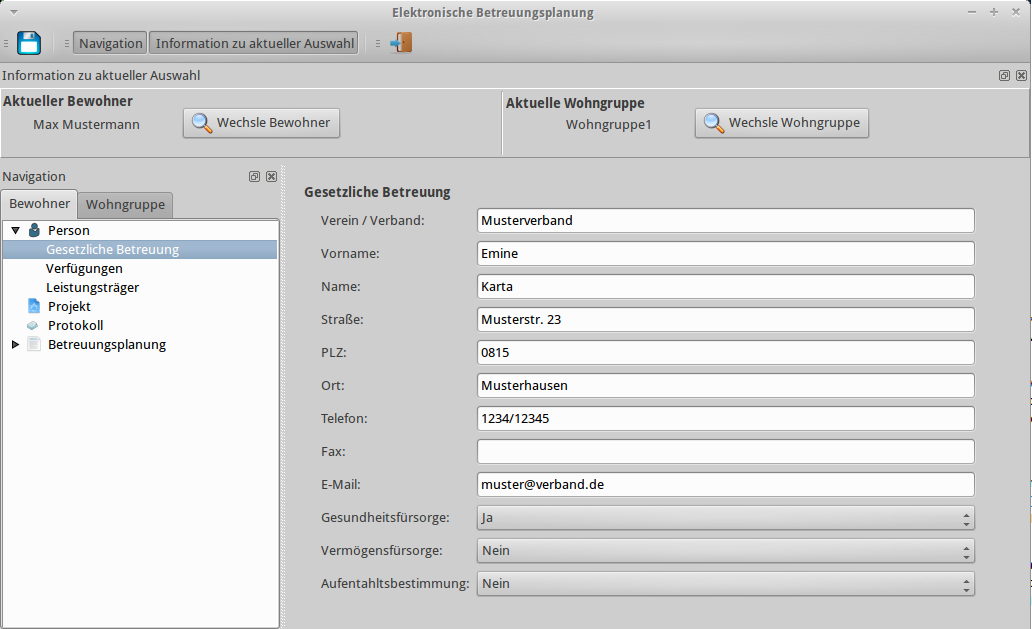 Elektronische Betreuungsplanung
Navigation Information zu aktueller Auswahl
Information zu aktueller Auswahl
Aktueller Bewohner
Max Mustermann Wechsle Bewohner
Aktuelle Wohngruppe
Wohngruppe1 Wechsle Wohngruppe
Navigation
Bewohner Wohngruppe
Person
Gesetzliche Betreuung
Verfügungen
Leistungsträger
Projekt
Protokoll
Betreuungsplanung
Gesetzliche Betreuung
Verein / Verband: Musterverband
Vorname: Emine
Name: Karta
Straße: Musterstr. 23
PLZ: 0815
Ort: Musterhausen
Telefon: 1234/12345
Fax:
E-Mail: muster@verband.de
Gesundheitsfürsorge: Ja
Vermögensfürsorge: Nein
Aufentahltsbestimmung: Nein